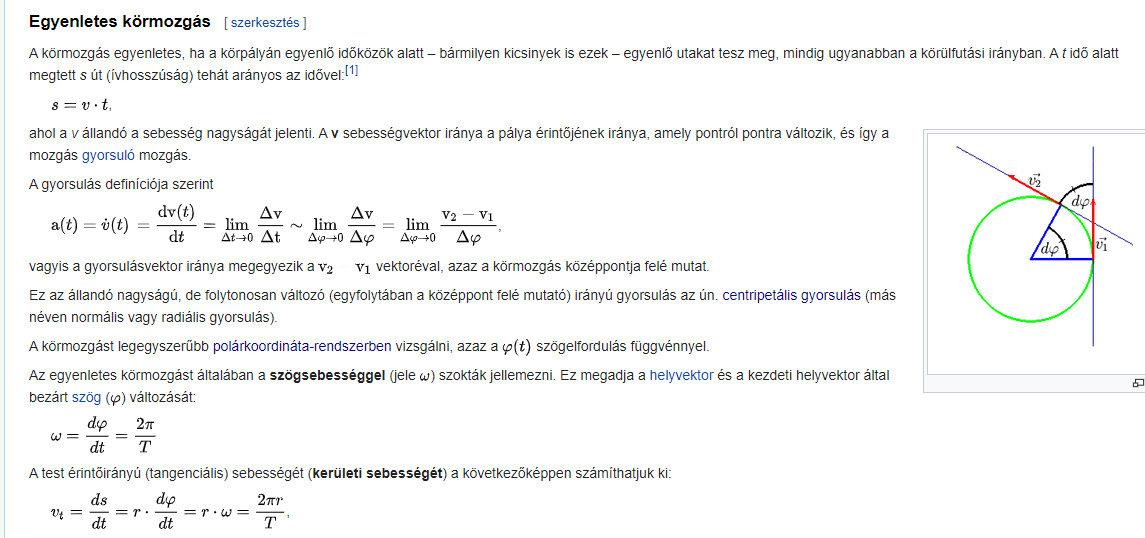 Egyenletes körmozgás [ szerkesztés ]
A körmozgás egyenletes, ha a körpályán egyenlő időközök alatt – bármilyen kicsinyek is ezek – egyenlő utakat tesz meg, mindig ugyanabban a körülfutási irányban. A t idő alatt
megtett s út (ívhosszúság) tehát arányos az idővel:[1]
s = v · t,
ahol a v állandó a sebesség nagyságát jelenti. A v sebességvektor iránya a pálya érintőjének iránya, amely pontról pontra változik, és így a
mozgás gyorsuló mozgás.
A gyorsulás definíciója szerint
a(t) = v̇(t) = dv(t)/dt = lim Δt→0 Δv/Δt ~ lim Δφ→0 Δv/Δφ = lim Δφ→0 (v₂ − v₁)/Δφ,
vagyis a gyorsulásvektor iránya megegyezik a v₂ v₁ vektoréval, azaz a körmozgás középpontja felé mutat.
Ez az állandó nagyságú, de folytonosan változó (egyfolytában a középpont felé mutató) irányú gyorsulás az ún. centripetális gyorsulás (más
néven normális vagy radiális gyorsulás).
A körmozgást legegyszerűbb polárkoordináta-rendszerben vizsgálni, azaz a φ(t) szögelfordulás függvénnyel.
Az egyenletes körmozgást általában a szögsebességgel (jele ω) szokták jellemezni. Ez megadja a helyvektor és a kezdeti helyvektor által
bezárt szög (φ) változását:
ω = dφ/dt = 2π/T
A test érintőirányú (tangenciális) sebességét (kerületi sebességét) a következőképpen számíthatjuk ki:
vₜ = ds/dt = r · dφ/dt = r · ω = 2πr/T,
v⃗₂
dφ
dφ
v⃗₁